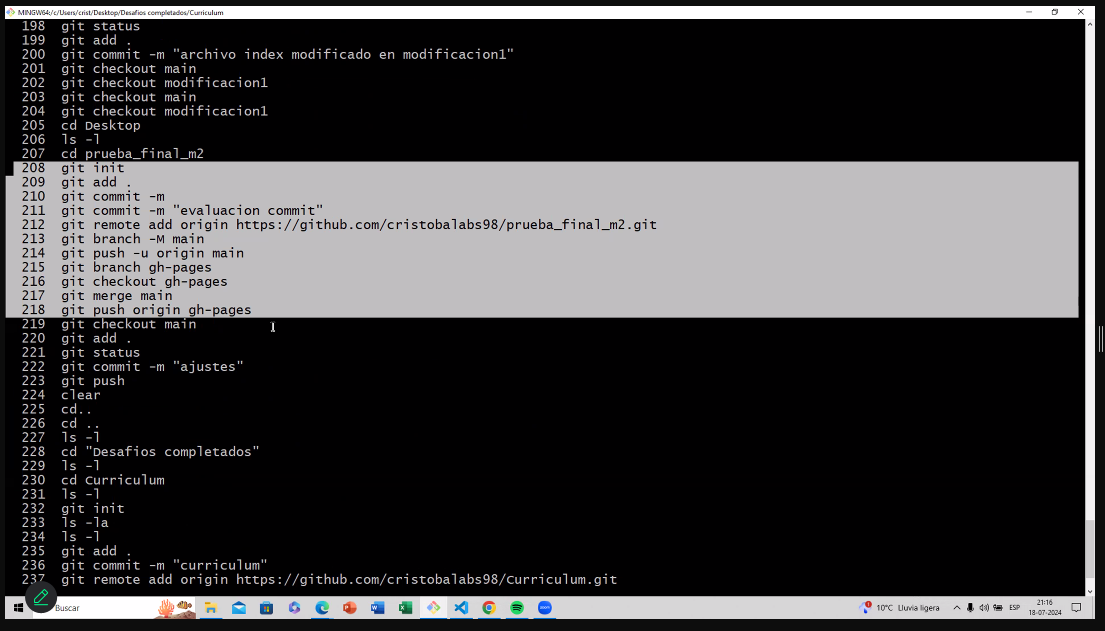 MINGW64:/c/Users/crist/Desktop/Desafios completados/Curriculum
198 git status
199 git add .
200 git commit -m "archivo index modificado en modificacion1"
201 git checkout main
202 git checkout modificacion1
203 git checkout main
204 git checkout modificacion1
205 cd Desktop
206 ls -l
207 cd prueba_final_m2
208 git init
209 git add .
210 git commit -m
211 git commit -m "evaluacion commit"
212 git remote add origin https://github.com/cristobalabs98/prueba_final_m2.git
213 git branch -M main
214 git push -u origin main
215 git branch gh-pages
216 git checkout gh-pages
217 git merge main
218 git push origin gh-pages
219 git checkout main
220 git add .
221 git status
222 git commit -m "ajustes"
223 git push
224 clear
225 cd..
226 cd ..
227 ls -l
228 cd "Desafios completados"
229 ls -l
230 cd Curriculum
231 ls -l
232 git init
233 ls -la
234 ls -l
235 git add .
236 git commit -m "curriculum"
237 git remote add origin https://github.com/cristobalabs98/Curriculum.git
Buscar
10°C Lluvia ligera
ESP
21:16
18-07-2024